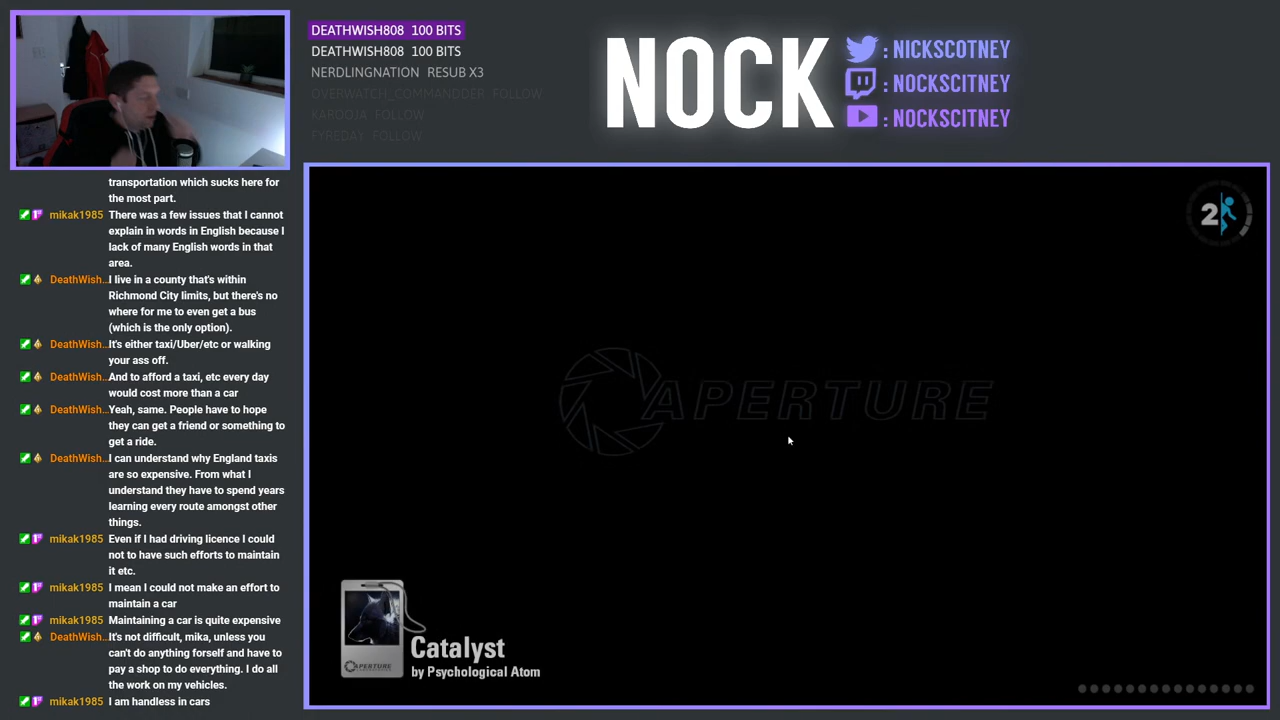 DEATHWISH808 100 BITS
DEATHWISH808 100 BITS
NERDLINGNATION RESUB X3
OVERWATCH_COMMANDDER FOLLOW
KAROOJA FOLLOW
FYREDAY FOLLOW
NOCK
: NICKSCOTNEY
: NOCKSCITNEY
: NOCKSCITNEY
transportation which sucks here for
the most part.
mikak1985 There was a few issues that I cannot
explain in words in English because I
lack of many English words in that
area.
DeathWish... I live in a county that's within
Richmond City limits, but there's no
where for me to even get a bus
(which is the only option).
DeathWish... It's either taxi/Uber/etc or walking
your ass off.
DeathWish... And to afford a taxi, etc every day
would cost more than a car
DeathWish... Yeah, same. People have to hope
they can get a friend or something to
get a ride.
DeathWish... I can understand why England taxis
are so expensive. From what I
understand they have to spend years
learning every route amongst other
things.
mikak1985 Even if I had driving licence I could
not to have such efforts to maintain
it etc.
mikak1985 I mean I could not make an effort to
maintain a car
mikak1985 Maintaining a car is quite expensive
DeathWish... It's not difficult, mika, unless you
can't do anything forself and have to
pay a shop to do everything. I do all
the work on my vehicles.
mikak1985 I am handless in cars
2
APERTURE
APERTURE
Catalyst
by Psychological Atom